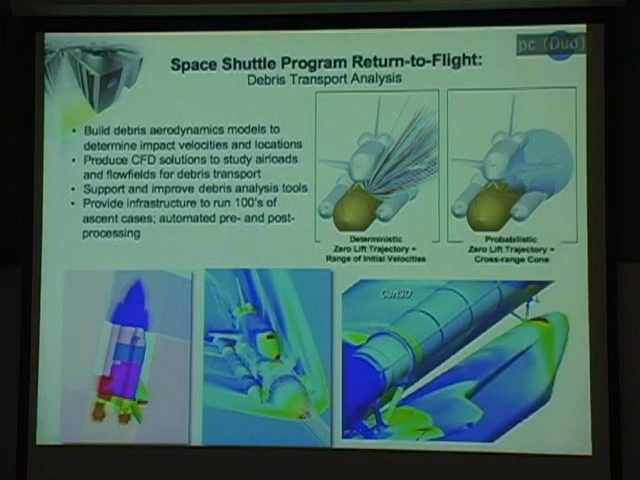 pc (Duo)
Space Shuttle Program Return-to-Flight:
Debris Transport Analysis
• Build debris aerodynamics models to
determine impact velocities and locations
• Produce CFD solutions to study airloads
and flowfields for debris transport
• Support and improve debris analysis tools
• Provide infrastructure to run 100's of
ascent cases; automated pre- and post-
processing
Deterministic
Zero Lift Trajectory +
Range of Initial Velocities
Probabilistic
Zero Lift Trajectory +
Cross-range Cone
Cart3D